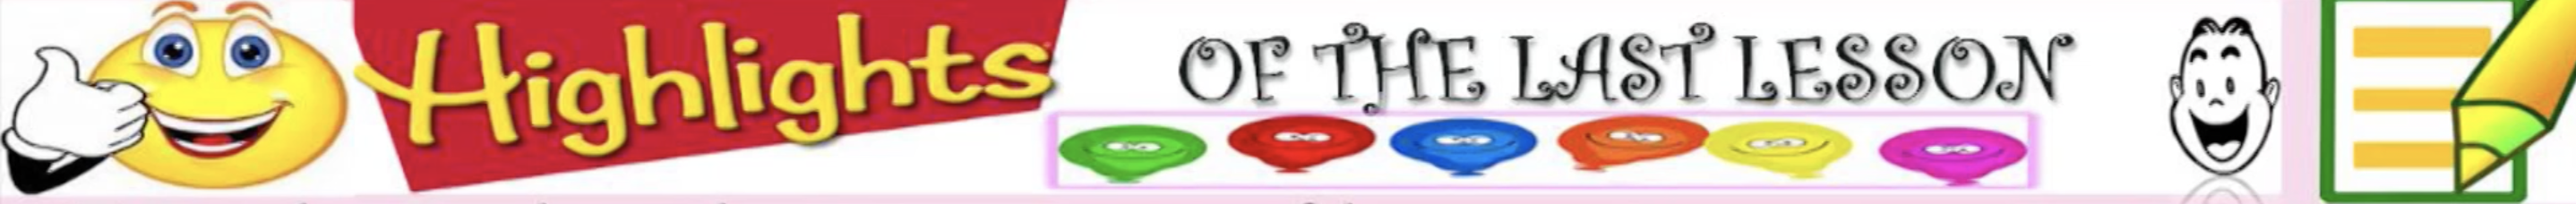 Highlights
OF THE LAST LESSON